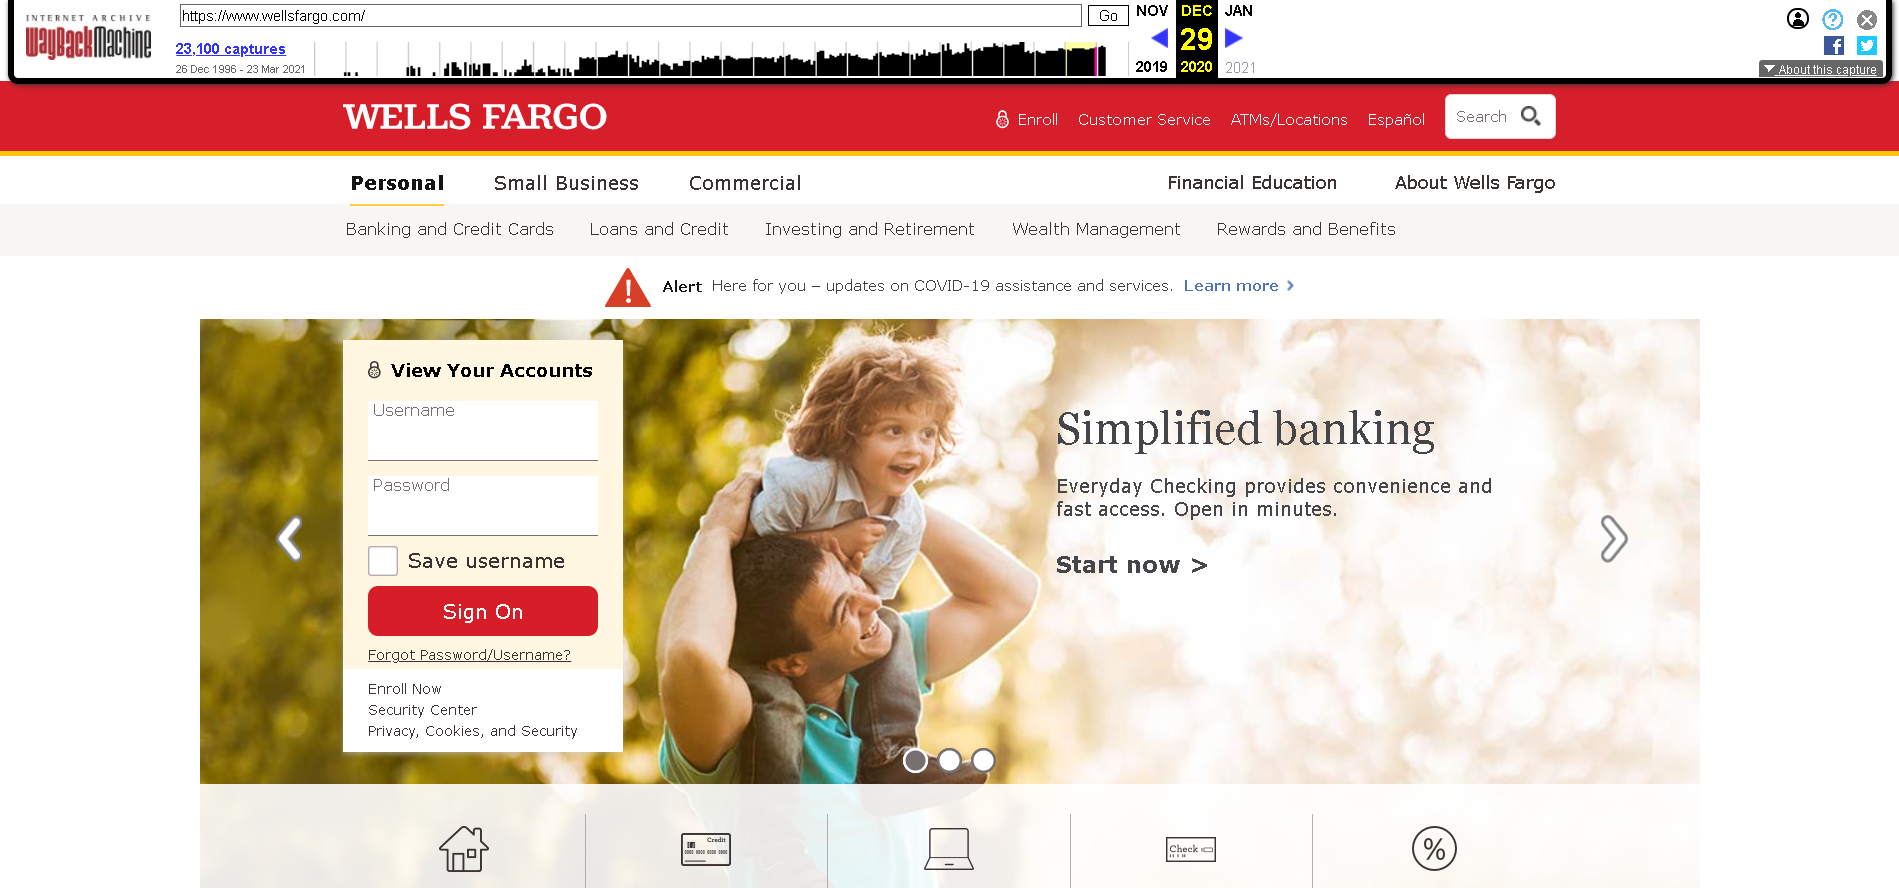 INTERNET ARCHIVE
WayBackMachine
https://www.wellsfargo.com/
Go
NOV DEC JAN
23,100 captures
29
26 Dec 1996 - 23 Mar 2021
2019 2020 2021
About this capture
WELLS FARGO
Enroll Customer Service ATMs/Locations Español
Search
Personal Small Business Commercial Financial Education About Wells Fargo
Banking and Credit Cards Loans and Credit Investing and Retirement Wealth Management Rewards and Benefits
Alert Here for you – updates on COVID-19 assistance and services. Learn more
View Your Accounts
Username
Password
Save username
Sign On
Forgot Password/Username?
Enroll Now
Security Center
Privacy, Cookies, and Security
Simplified banking
Everyday Checking provides convenience and
fast access. Open in minutes.
Start now >
Credit
0000 0000 0000 0000
Check
%